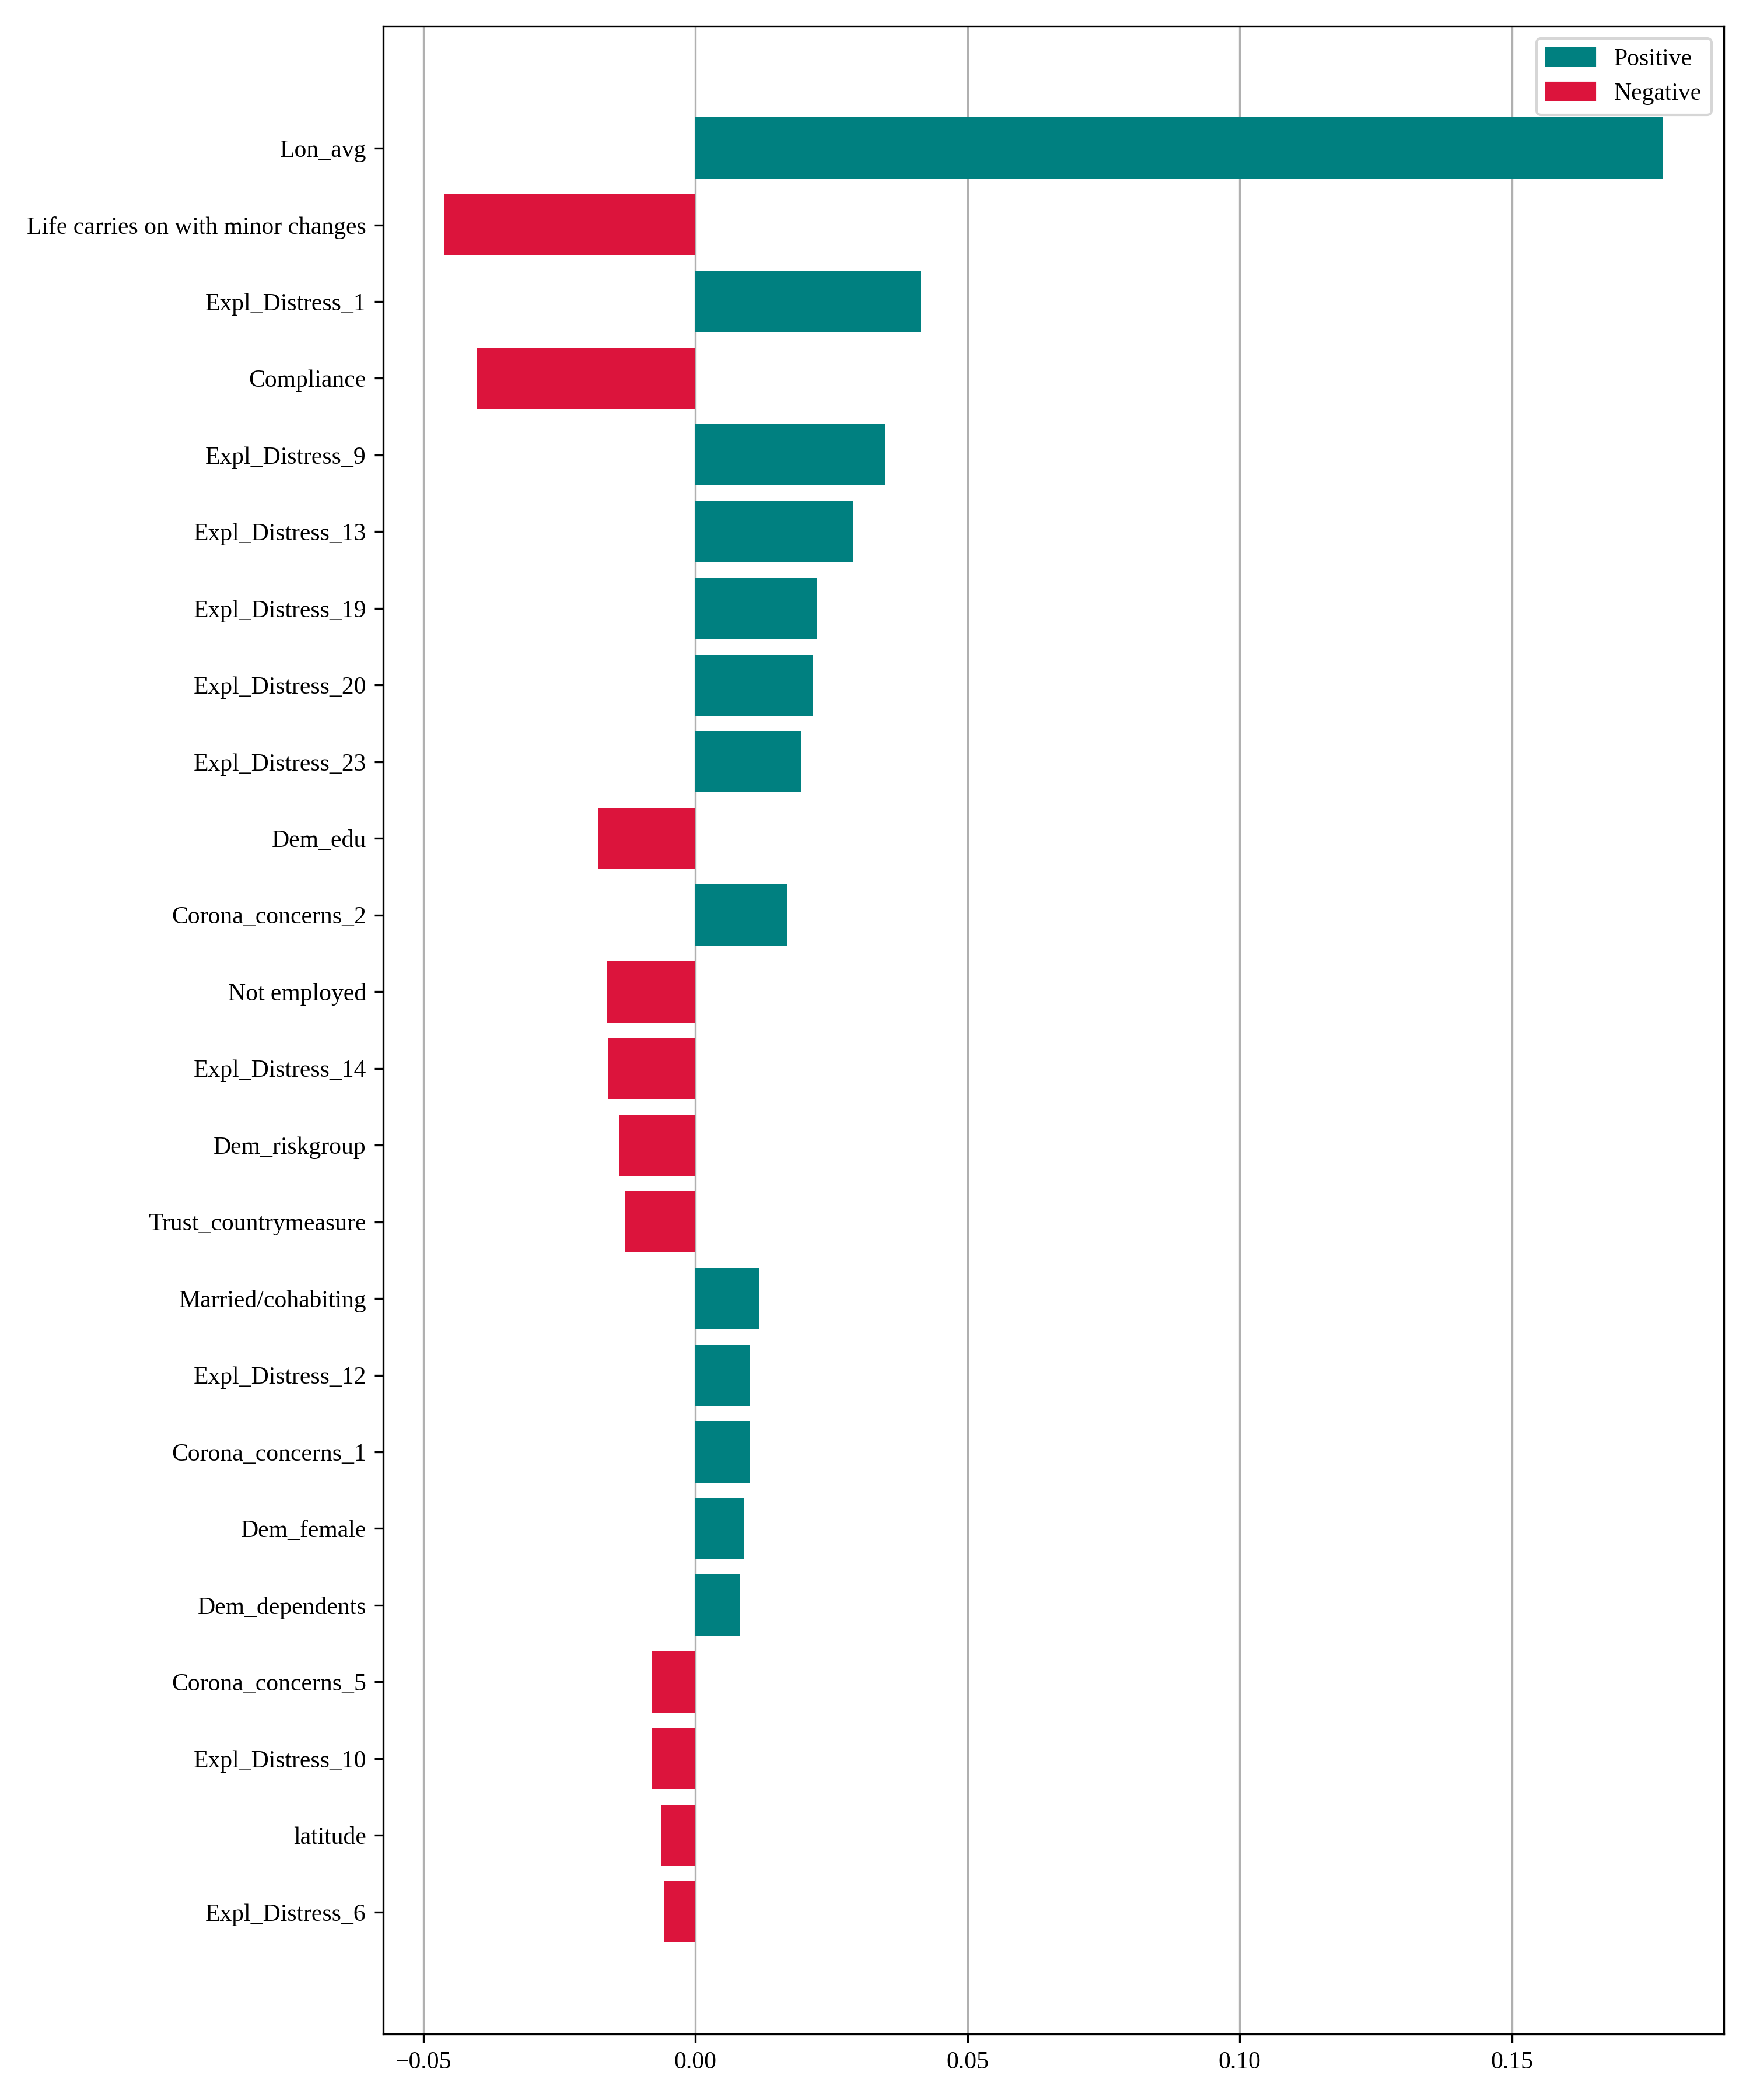 Positive
Negative
Lon_avg
Life carries on with minor changes
Expl_Distress_1
Compliance
Expl_Distress_9
Expl_Distress_13
Expl_Distress_19
Expl_Distress_20
Expl_Distress_23
Dem_edu
Corona_concerns_2
Not employed
Expl_Distress_14
Dem_riskgroup
Trust_countrymeasure
Married/cohabiting
Expl_Distress_12
Corona_concerns_1
Dem_female
Dem_dependents
Corona_concerns_5
Expl_Distress_10
latitude
Expl_Distress_6
−0.05 0.00 0.05 0.10 0.15